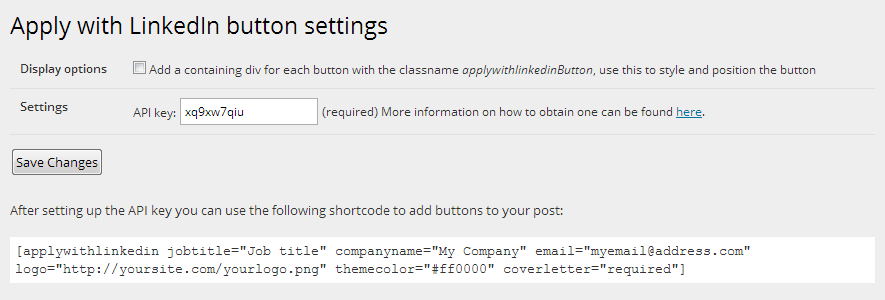 Apply with LinkedIn button settings
Display options Add a containing div for each button with the classname applywithlinkedinButton, use this to style and position the button
Settings API key: xq9xw7qiu (required) More information on how to obtain one can be found here.
Save Changes
After setting up the API key you can use the following shortcode to add buttons to your post:
[applywithlinkedin jobtitle="Job title" companyname="My Company" email="myemail@address.com"
logo="http://yoursite.com/yourlogo.png" themecolor="#ff0000" coverletter="required"]